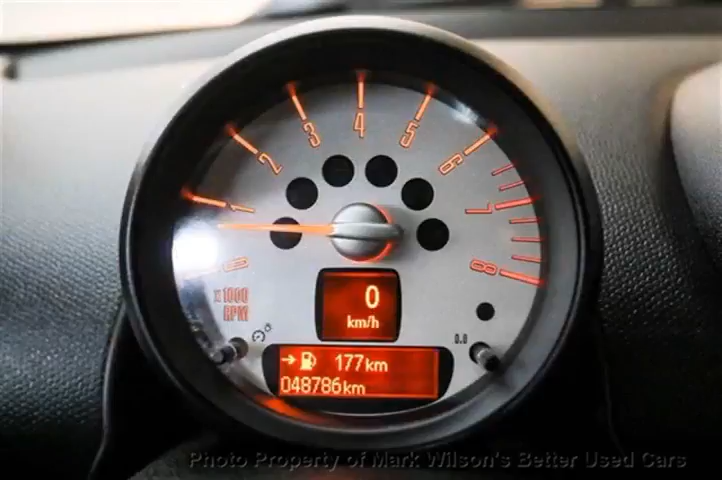 0
1
2
3
4
5
6
7
8
x1000
RPM
0
km/h
0.0
→ 177km
048786km
Photo Property of Mark Wilson's Better Used Cars